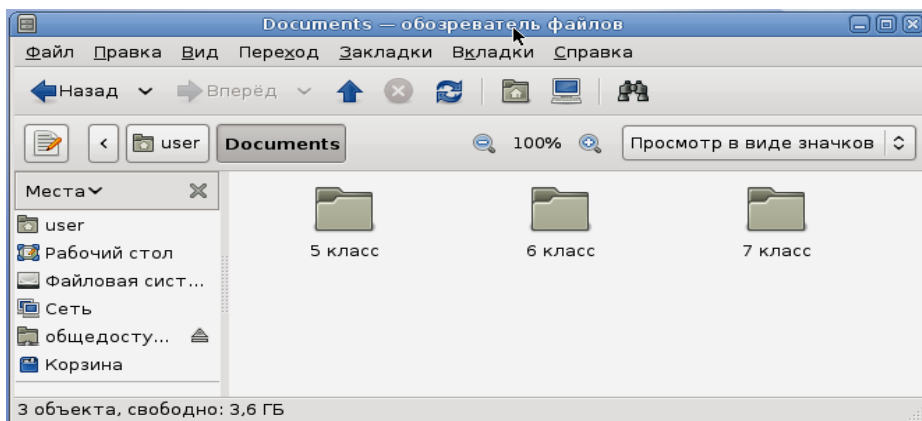 Documents — обозреватель файлов
Файл Правка Вид Переход Закладки Вкладки Справка
Назад Вперёд
user Documents 100% Просмотр в виде значков
Места
user
Рабочий стол
Файловая сист...
Сеть
общедосту...
Корзина
5 класс 6 класс 7 класс
3 объекта, свободно: 3,6 ГБ